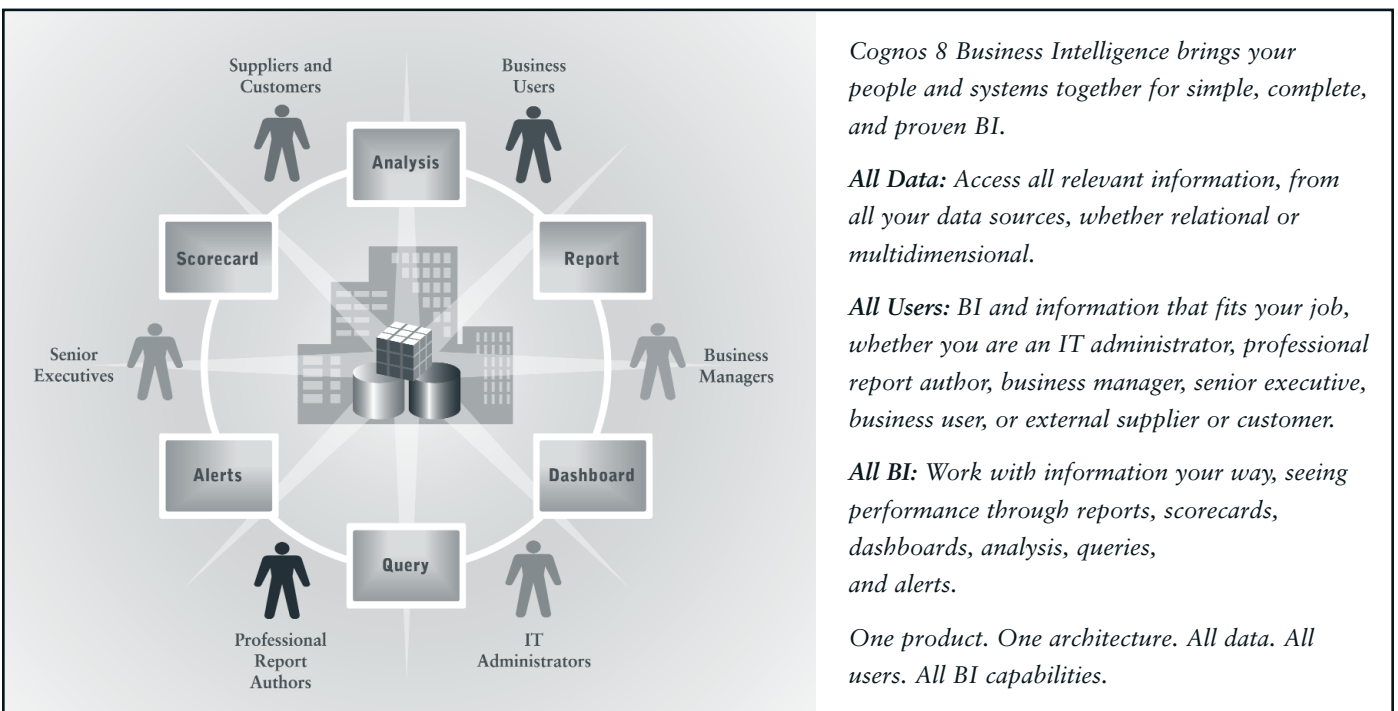 Suppliers and
Customers
Business
Users
Analysis
Scorecard
Report
Senior
Executives
Business
Managers
Alerts
Dashboard
Query
Professional
Report
Authors
IT
Administrators
Cognos 8 Business Intelligence brings your
people and systems together for simple, complete,
and proven BI.
All Data: Access all relevant information, from
all your data sources, whether relational or
multidimensional.
All Users: BI and information that fits your job,
whether you are an IT administrator, professional
report author, business manager, senior executive,
business user, or external supplier or customer.
All BI: Work with information your way, seeing
performance through reports, scorecards,
dashboards, analysis, queries,
and alerts.
One product. One architecture. All data. All
users. All BI capabilities.